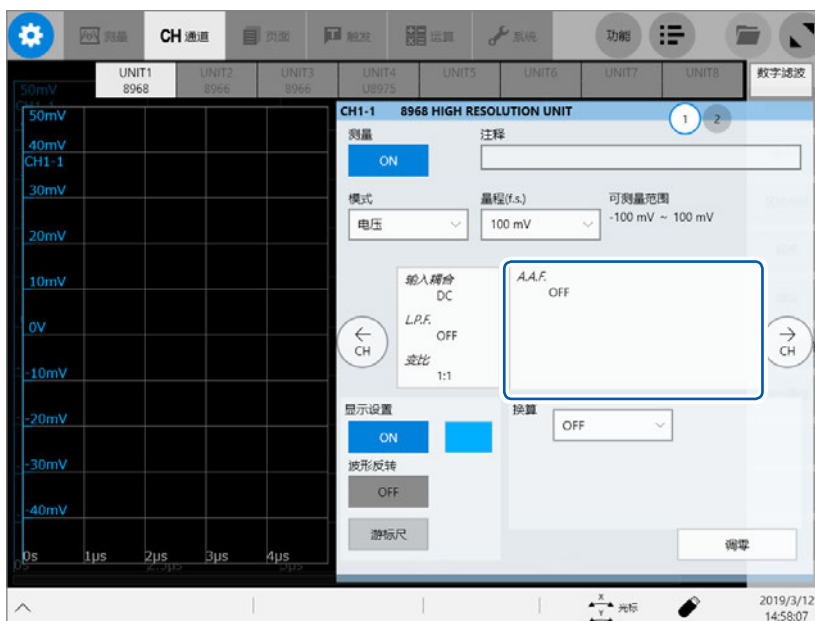 测量 CH 通道 页面 触发 运算 系统 功能
UNIT1 UNIT2 UNIT3 UNIT4 UNIT5 UNIT6 UNIT7 UNIT8 数字滤波
8968 8966 8966 U8975
50mV
50mV
40mV
CH1-1
30mV
20mV
10mV
0V
-10mV
-20mV
-30mV
-40mV
0s 1μs 2μs 3μs 4μs
CH1-1 8968 HIGH RESOLUTION UNIT 1 2
测量 注释
ON
模式 量程(f.s.) 可测量范围
电压 100 mV -100 mV ~ 100 mV
输入耦合
DC
L.P.F.
OFF
变比
1:1
A.A.F.
OFF
← CH
→ CH
显示设置 换算
ON OFF
波形反转
OFF
游标尺 调零
X Y 光标 2019/3/12
14:58:07